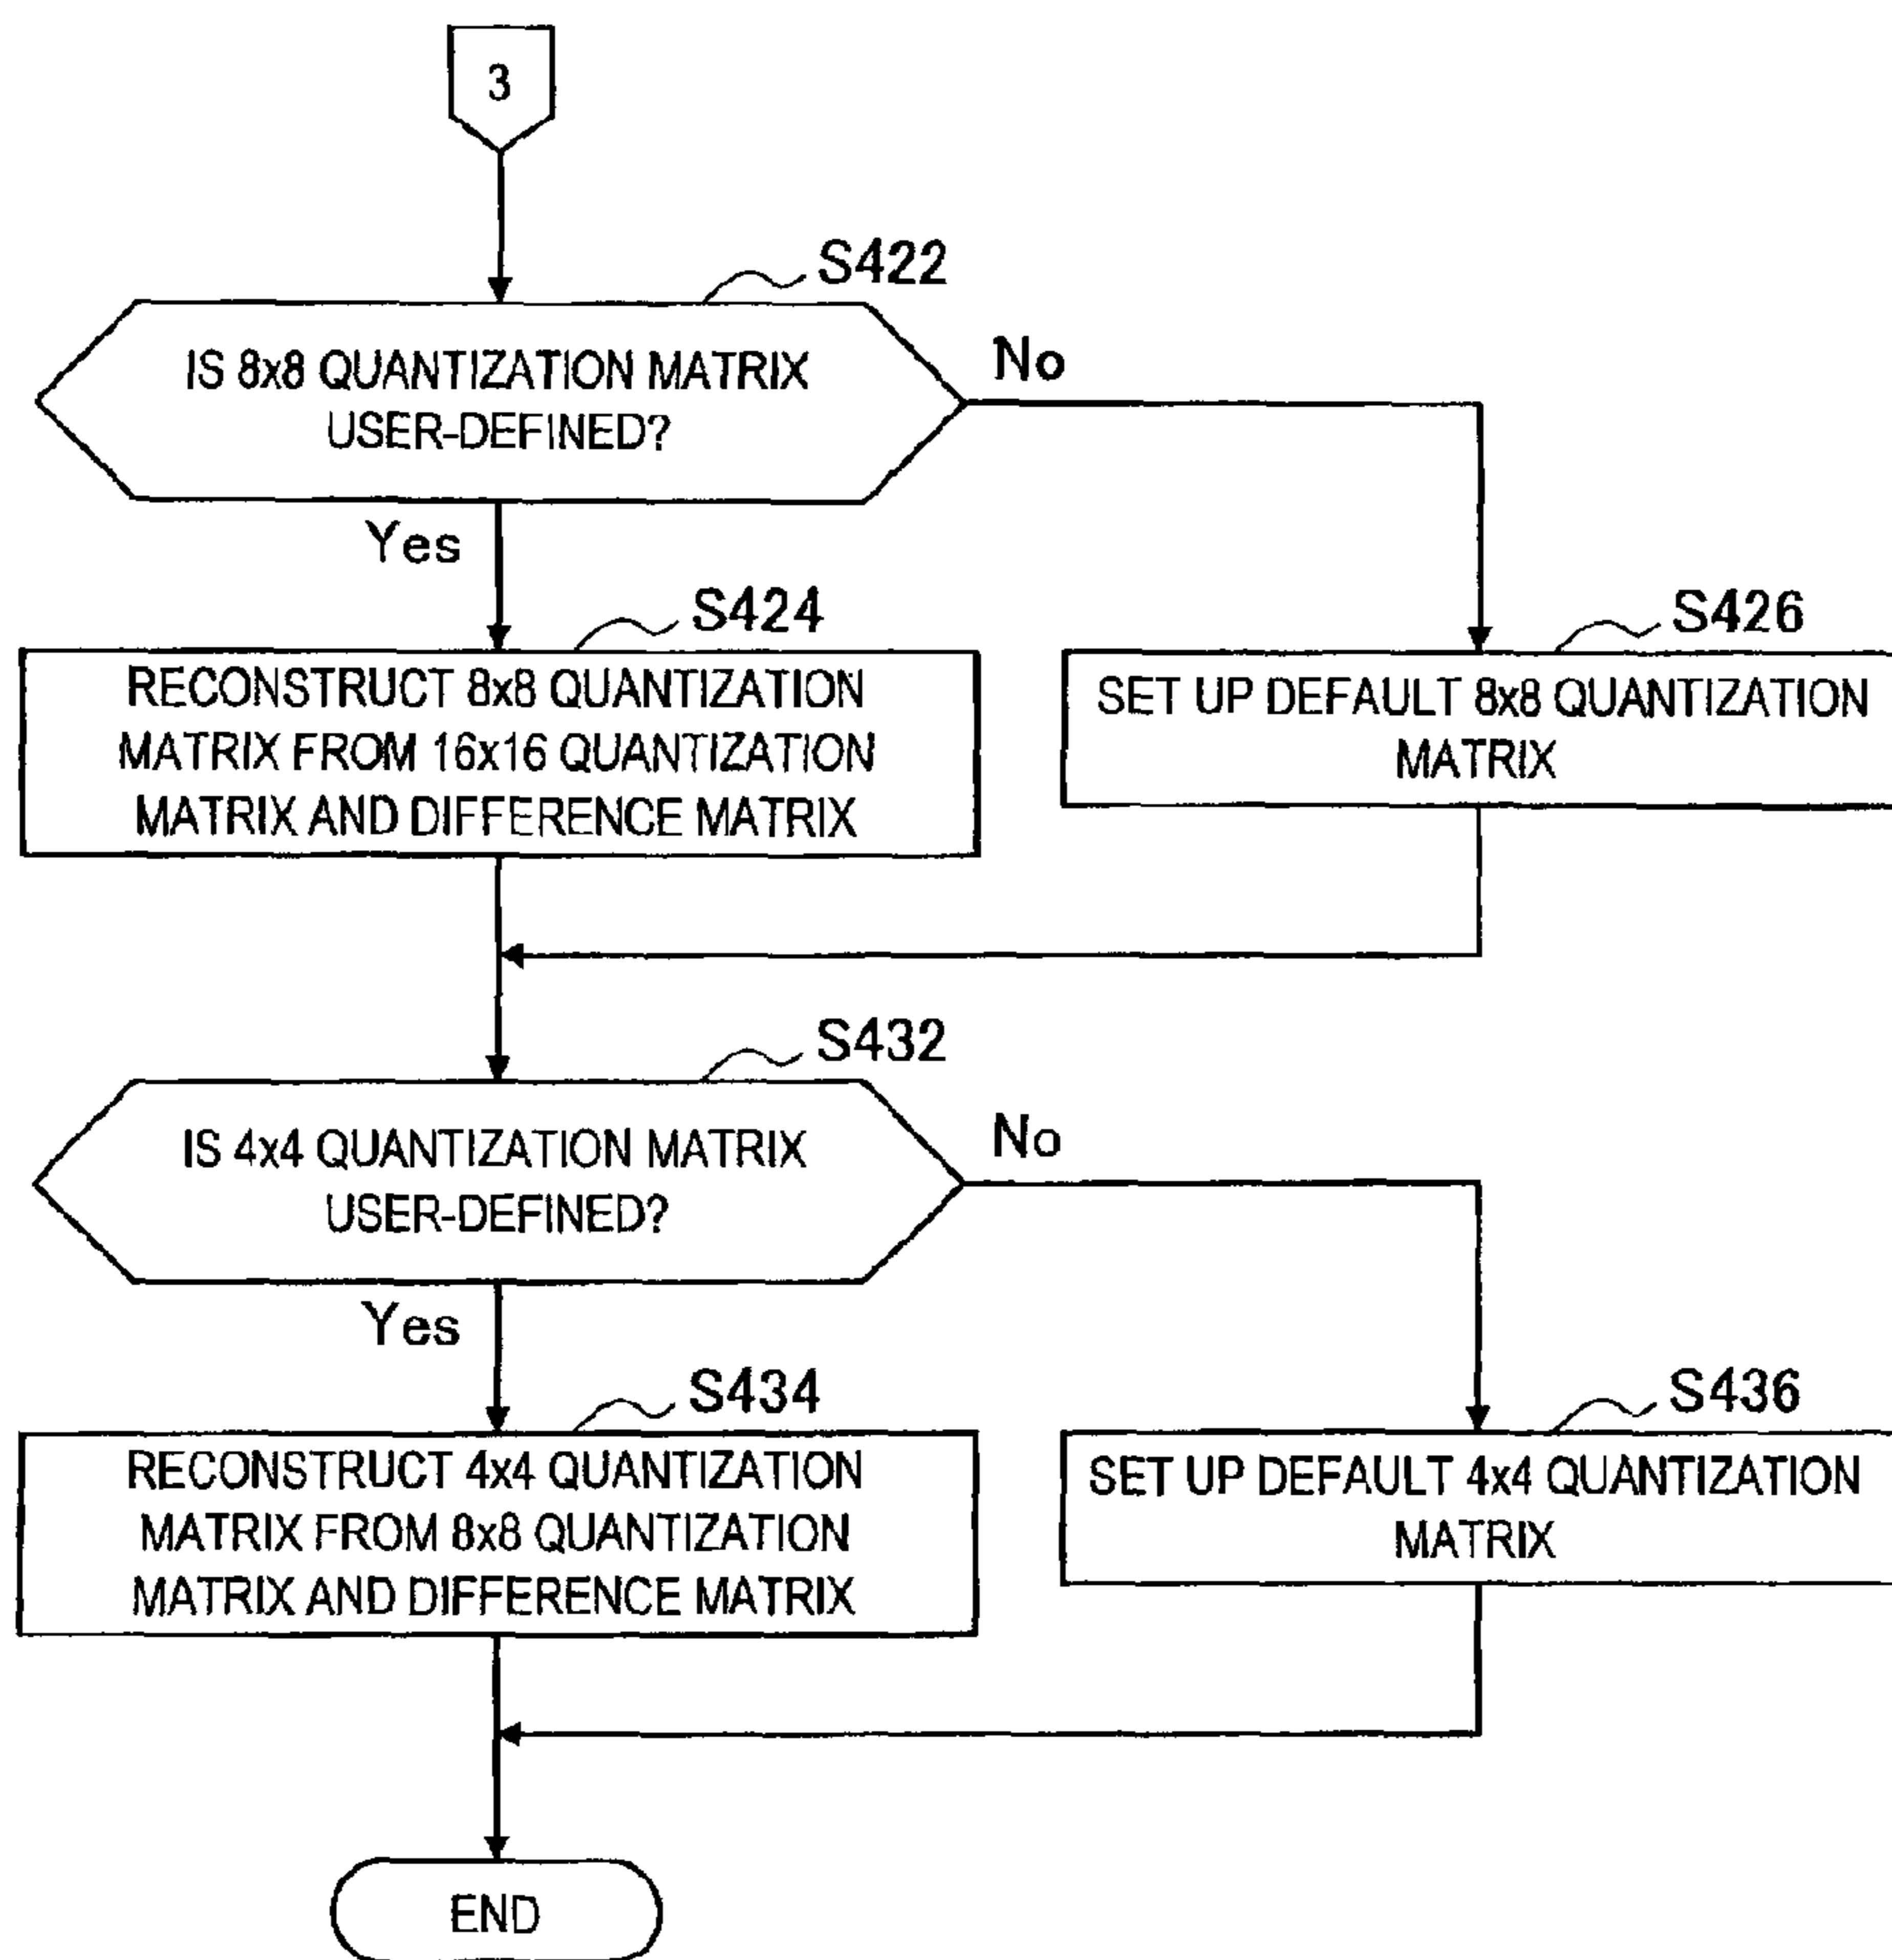 3
S422
IS 8x8 QUANTIZATION MATRIX
USER-DEFINED?
No
Yes
S424
RECONSTRUCT 8x8 QUANTIZATION
MATRIX FROM 16x16 QUANTIZATION
MATRIX AND DIFFERENCE MATRIX
S426
SET UP DEFAULT 8x8 QUANTIZATION
MATRIX
S432
IS 4x4 QUANTIZATION MATRIX
USER-DEFINED?
No
Yes
S434
RECONSTRUCT 4x4 QUANTIZATION
MATRIX FROM 8x8 QUANTIZATION
MATRIX AND DIFFERENCE MATRIX
S436
SET UP DEFAULT 4x4 QUANTIZATION
MATRIX
END